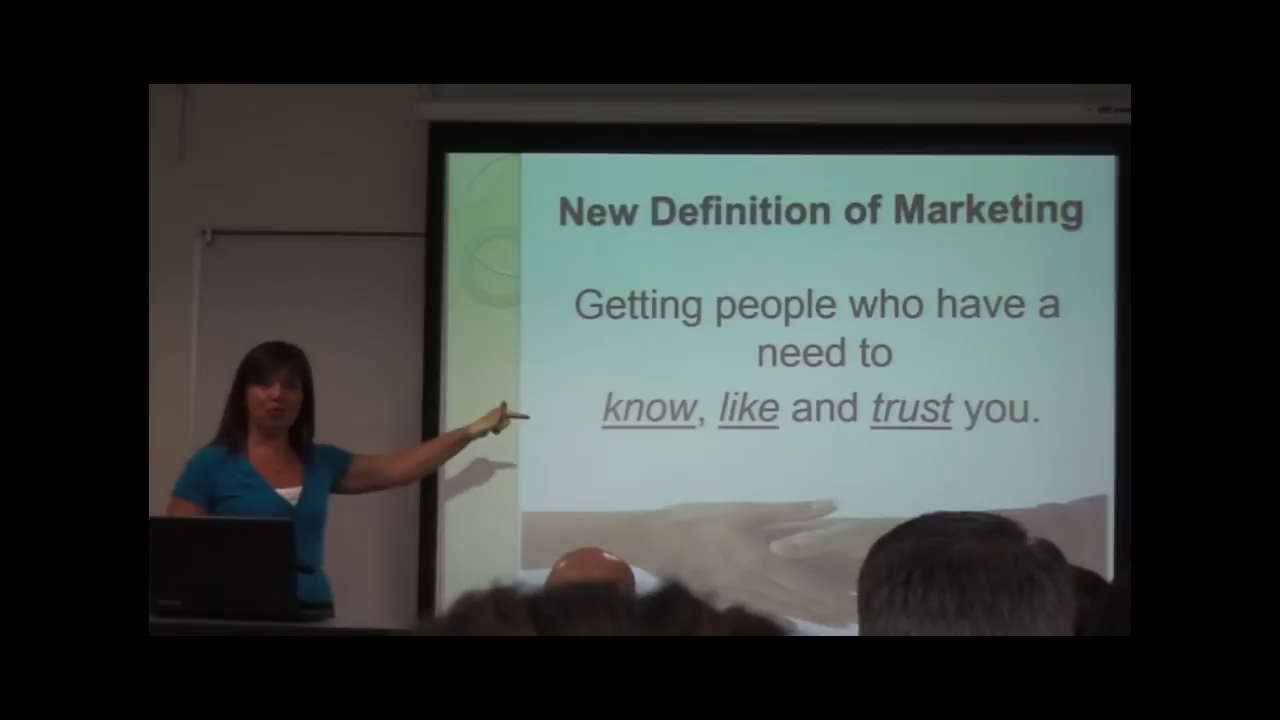 New Definition of Marketing
Getting people who have a
need to
know, like and trust you.